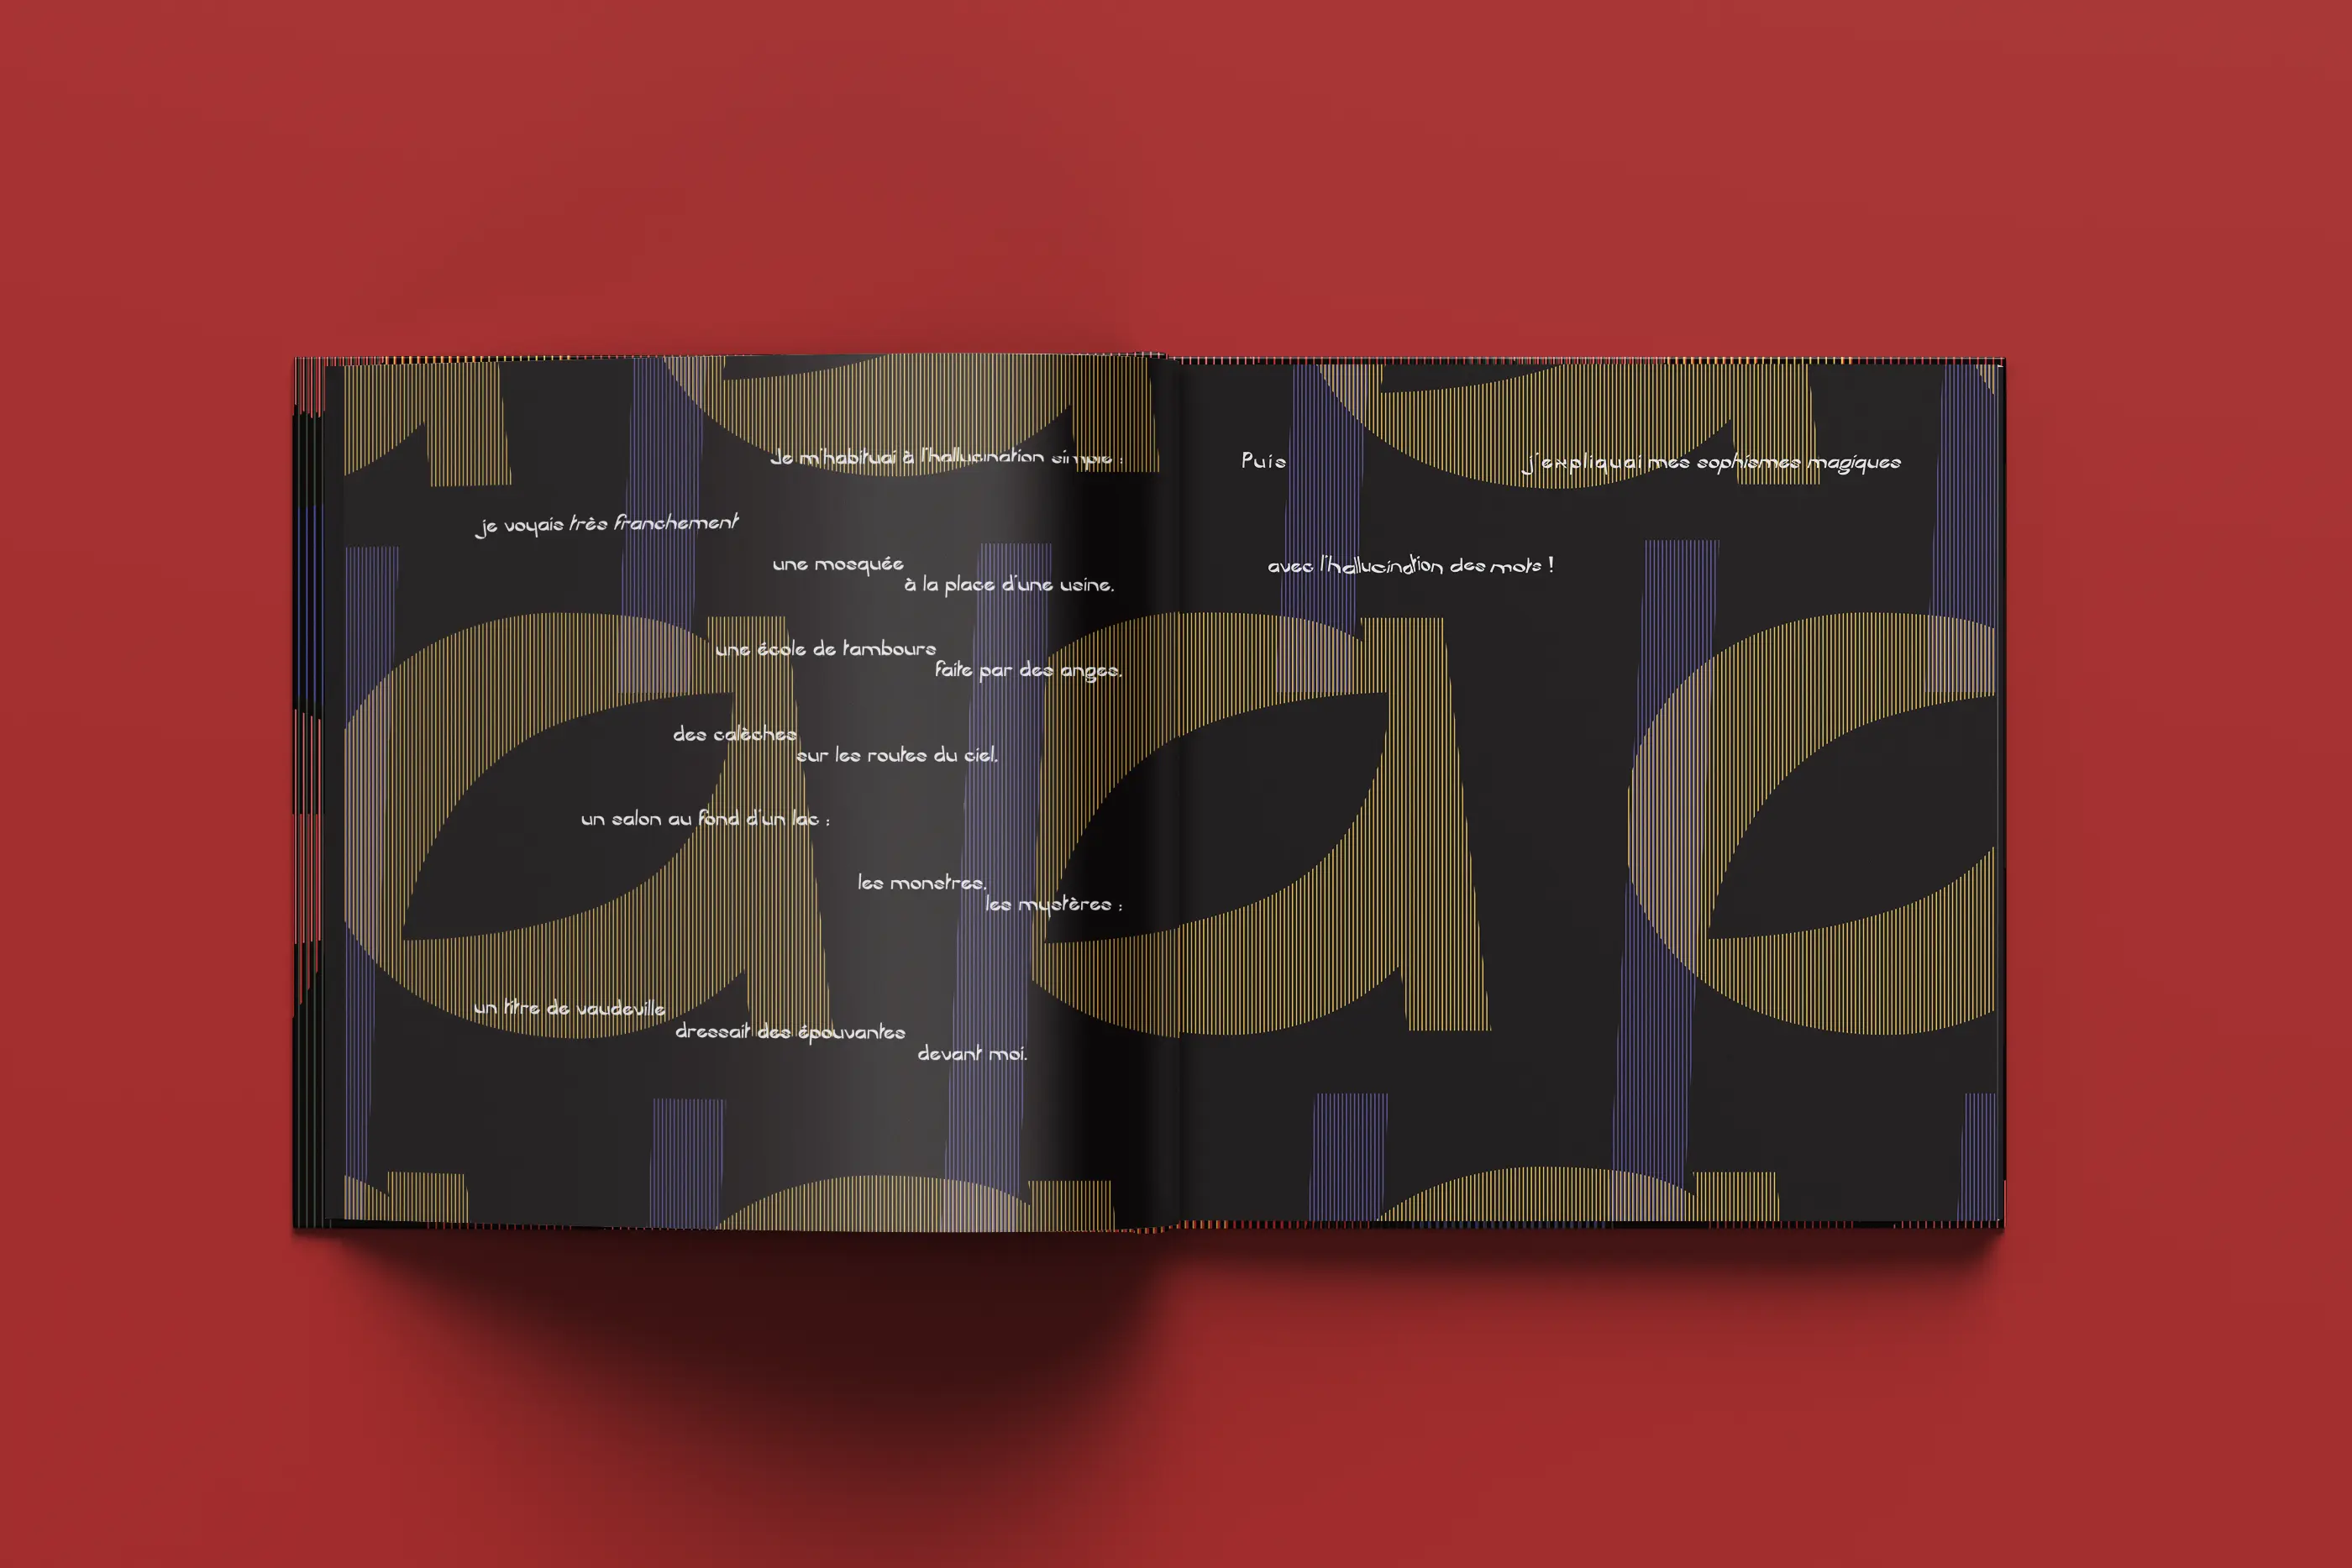 Je m'habituai à l'hallucination simple :
je voyais très franchement
une mosquée
à la place d'une usine.
une école de tambours
faite par des anges.
des calèches
sur les routes du ciel.
un salon au fond d'un lac :
les monstres.
les mystères :
un titre de vaudeville
dressait des épouvantes
devant moi.
Puis j'expliquai mes sophismes magiques
avec l'hallucination des mots !